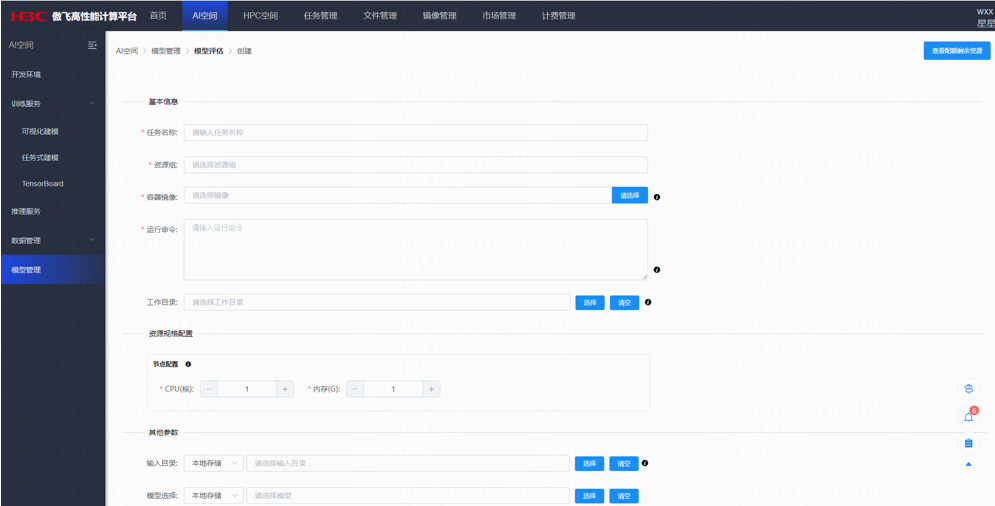 H3C 傲飞高性能计算平台 首页 AI空间 HPC空间 任务管理 文件管理 镜像管理 市场管理 计费管理 wxx
星星
AI空间
AI空间 > 模型管理 > 模型评估 > 创建
查看配额剩余资源
开发环境
训练服务
可视化建模
任务式建模
TensorBoard
推理服务
数据管理
模型管理
基本信息
* 任务名称: 请输入任务名称
* 资源组: 请选择资源组
* 容器镜像: 请选择镜像 请选择
* 运行命令: 请输入运行命令
工作目录: 请选择工作目录 选择 清空
资源规格配置
节点配置
* CPU(核): − 1 + * 内存(G): − 1 +
6
其他参数
输入目录: 本地存储 请选择输入目录 选择 清空
模型选择: 本地存储 请选择模型 选择 清空